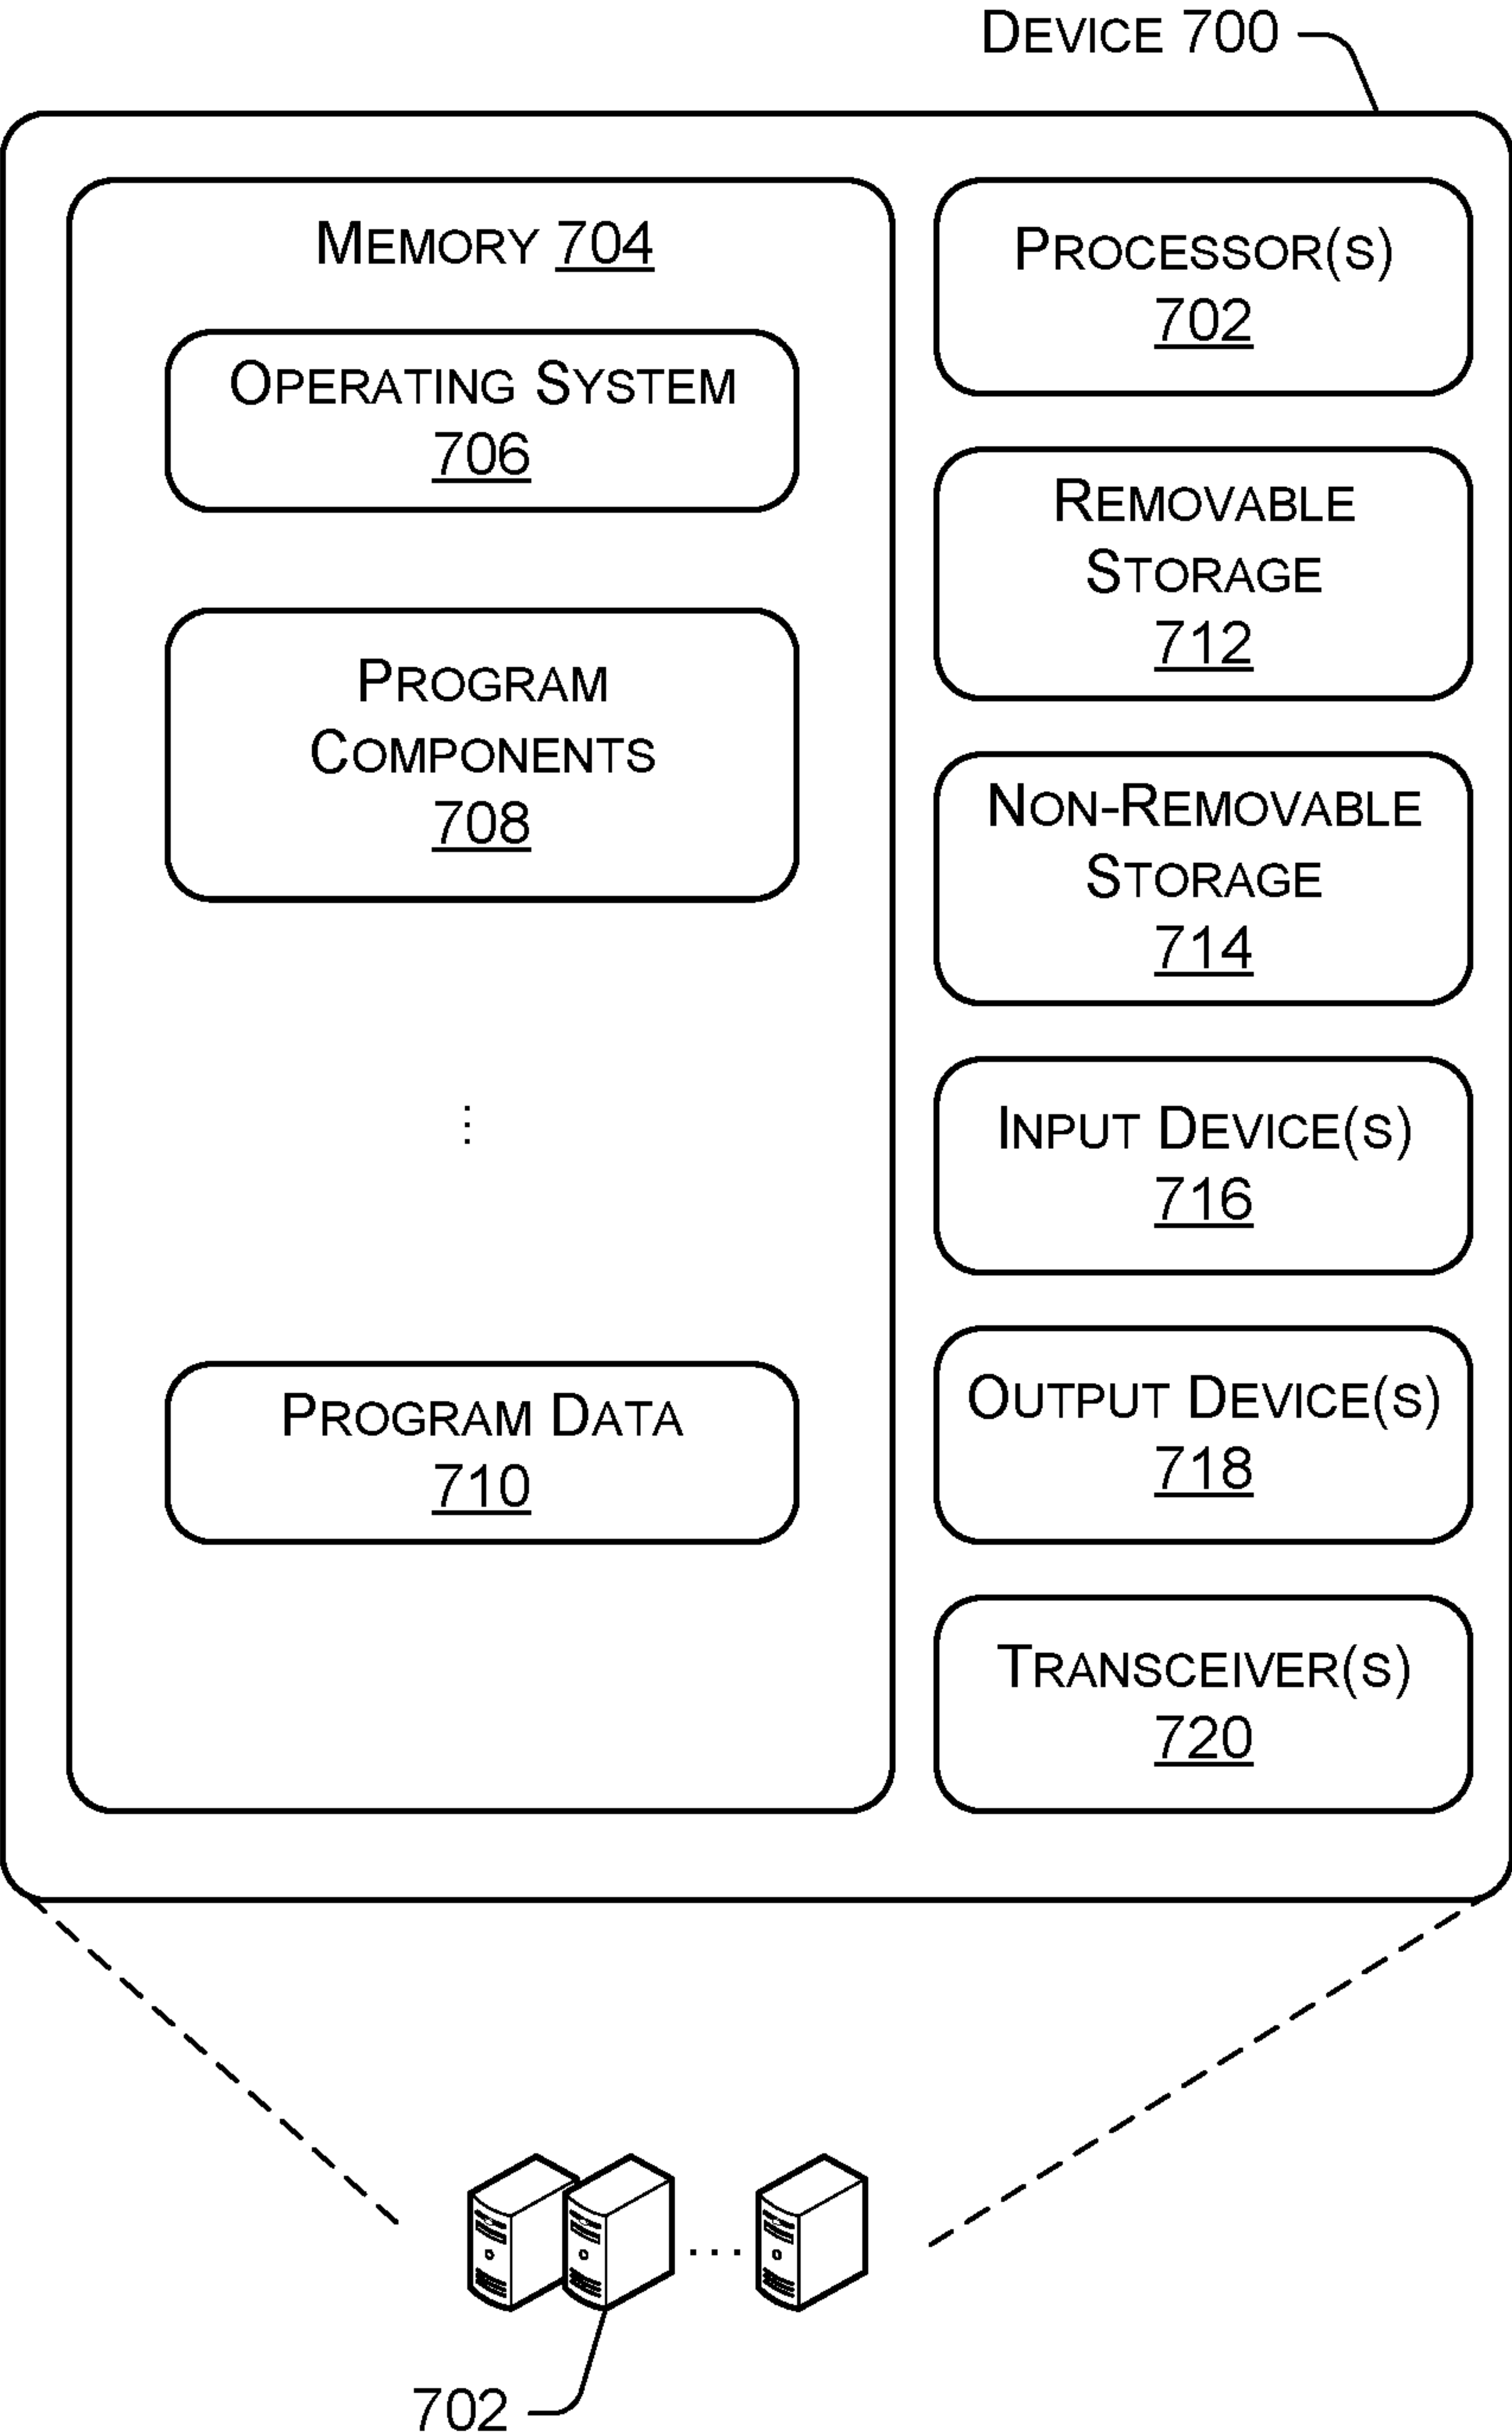 DEVICE 700
MEMORY 704
OPERATING SYSTEM
706
PROGRAM
COMPONENTS
708
⋮
PROGRAM DATA
710
PROCESSOR(S)
702
REMOVABLE
STORAGE
712
NON-REMOVABLE
STORAGE
714
INPUT DEVICE(S)
716
OUTPUT DEVICE(S)
718
TRANSCEIVER(S)
720
...
702